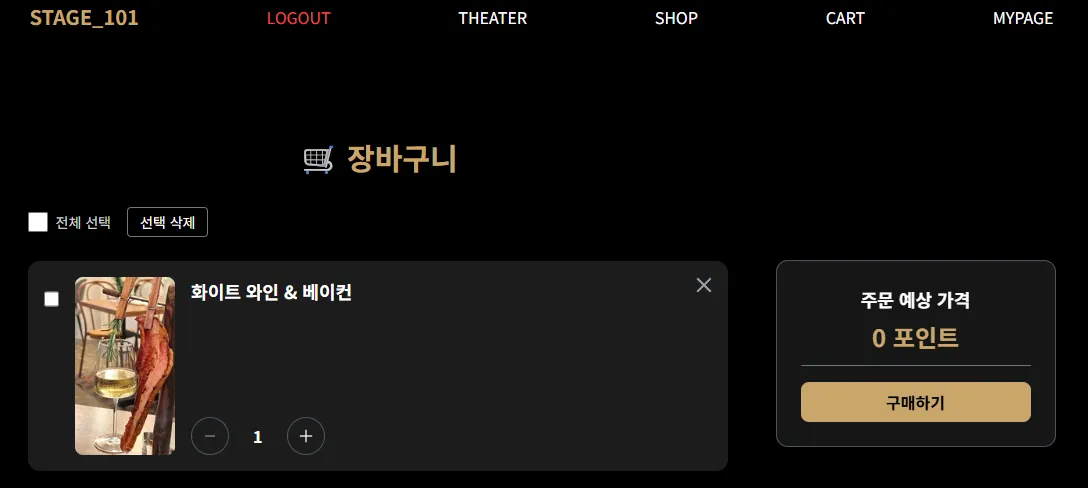 STAGE_101 LOGOUT THEATER SHOP CART MYPAGE
장바구니
전체 선택 선택 삭제
화이트 와인 & 베이컨
1
주문 예상 가격
0 포인트
구매하기